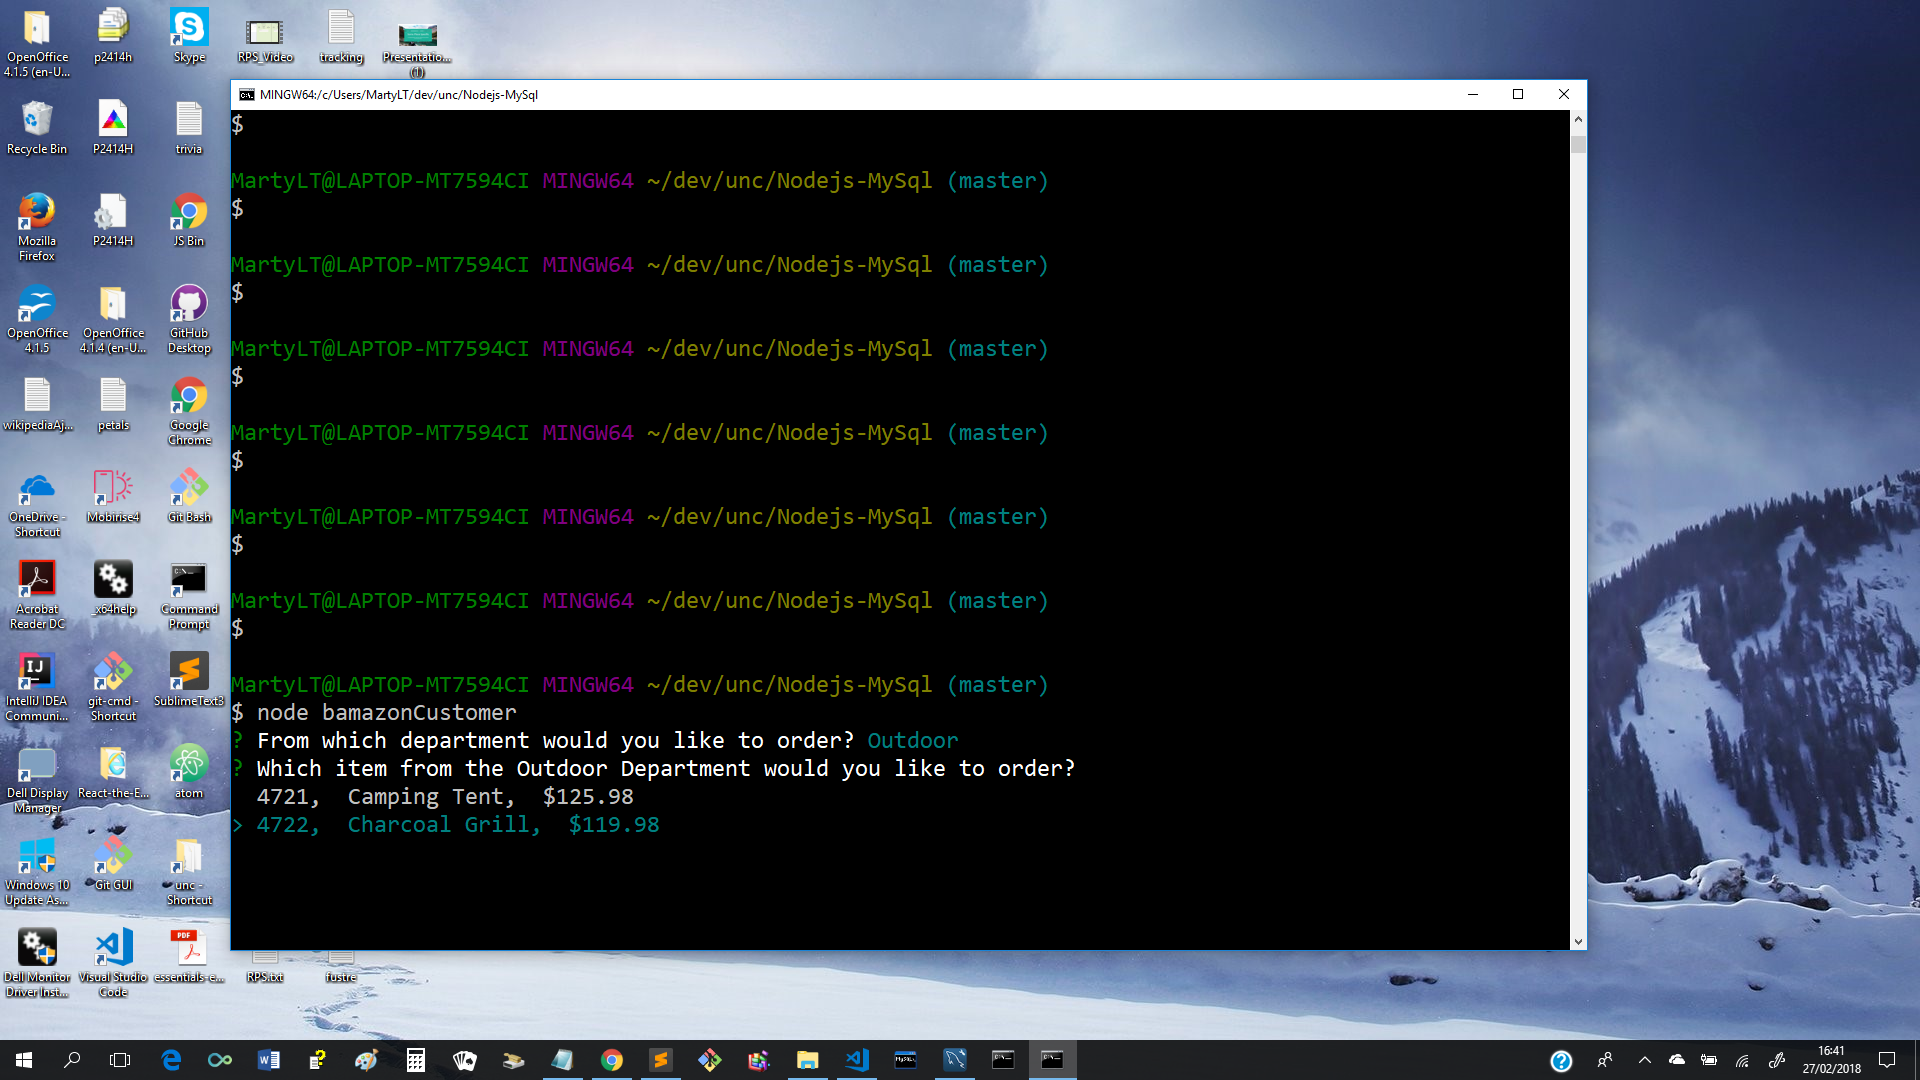 OpenOffice 4.1.5 (en-U...
p2414h
Skype
RPS_Video
tracking
Presentatio... (1)
MINGW64:/c/Users/MartyLT/dev/unc/Nodejs-MySql
$
MartyLT@LAPTOP-MT7594CI MINGW64 ~/dev/unc/Nodejs-MySql (master)
$
MartyLT@LAPTOP-MT7594CI MINGW64 ~/dev/unc/Nodejs-MySql (master)
$
MartyLT@LAPTOP-MT7594CI MINGW64 ~/dev/unc/Nodejs-MySql (master)
$
MartyLT@LAPTOP-MT7594CI MINGW64 ~/dev/unc/Nodejs-MySql (master)
$
MartyLT@LAPTOP-MT7594CI MINGW64 ~/dev/unc/Nodejs-MySql (master)
$
MartyLT@LAPTOP-MT7594CI MINGW64 ~/dev/unc/Nodejs-MySql (master)
$
MartyLT@LAPTOP-MT7594CI MINGW64 ~/dev/unc/Nodejs-MySql (master)
$ node bamazonCustomer
? From which department would you like to order? Outdoor
? Which item from the Outdoor Department would you like to order?
4721,  Camping Tent,  $125.98
> 4722,  Charcoal Grill,  $119.98
Recycle Bin
P2414H
trivia
Mozilla Firefox
P2414H
JS Bin
OpenOffice 4.1.5
OpenOffice 4.1.4 (en-U...
GitHub Desktop
wikipediaAj...
petals
Google Chrome
OneDrive - Shortcut
Mobirise4
Git Bash
Acrobat Reader DC
_x64help
Command Prompt
IntelliJ IDEA Communi...
git-cmd - Shortcut
SublimeText3
Dell Display Manager
React-the-E...
atom
Windows 10 Update As...
Git GUI
unc - Shortcut
Dell Monitor Driver Inst...
Visual Studio Code
PDF
essentials-e...
RPS.txt
fustre
16:41
27/02/2018